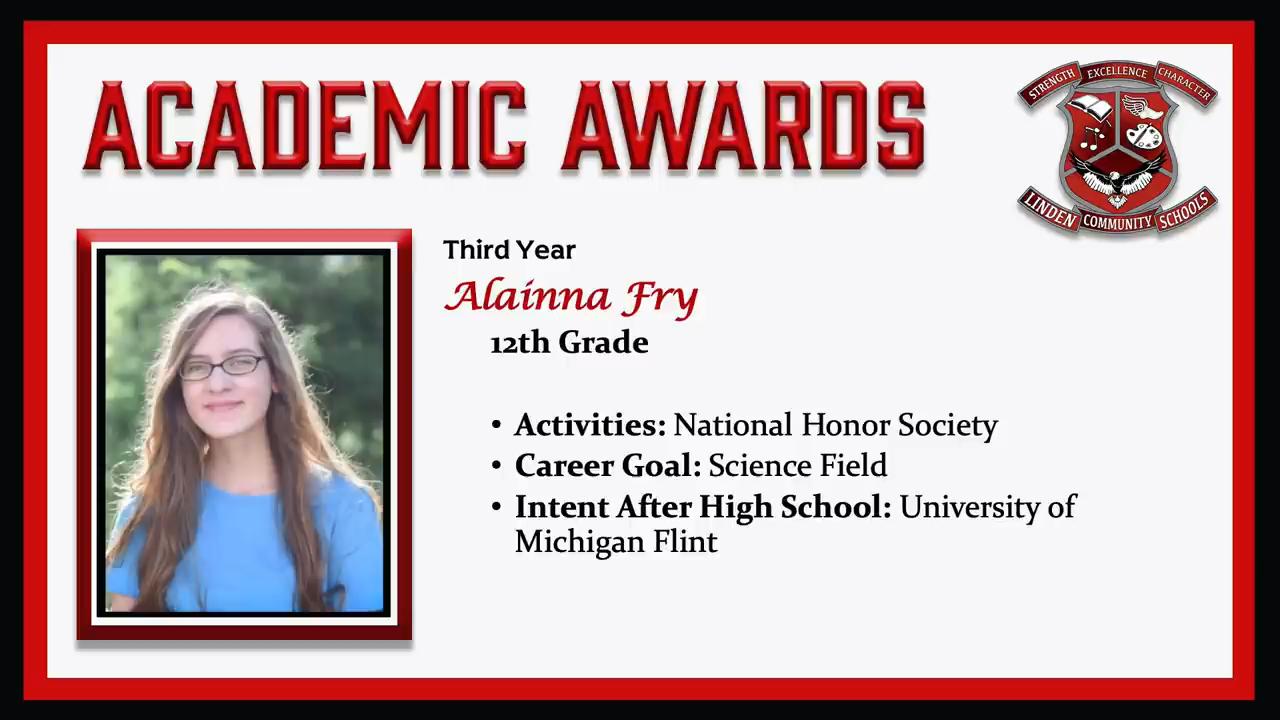 ACADEMIC AWARDS
STRENGTH EXCELLENCE CHARACTER
LINDEN COMMUNITY SCHOOLS
Third Year
Alainna Fry
12th Grade
• Activities: National Honor Society
• Career Goal: Science Field
• Intent After High School: University of
Michigan Flint